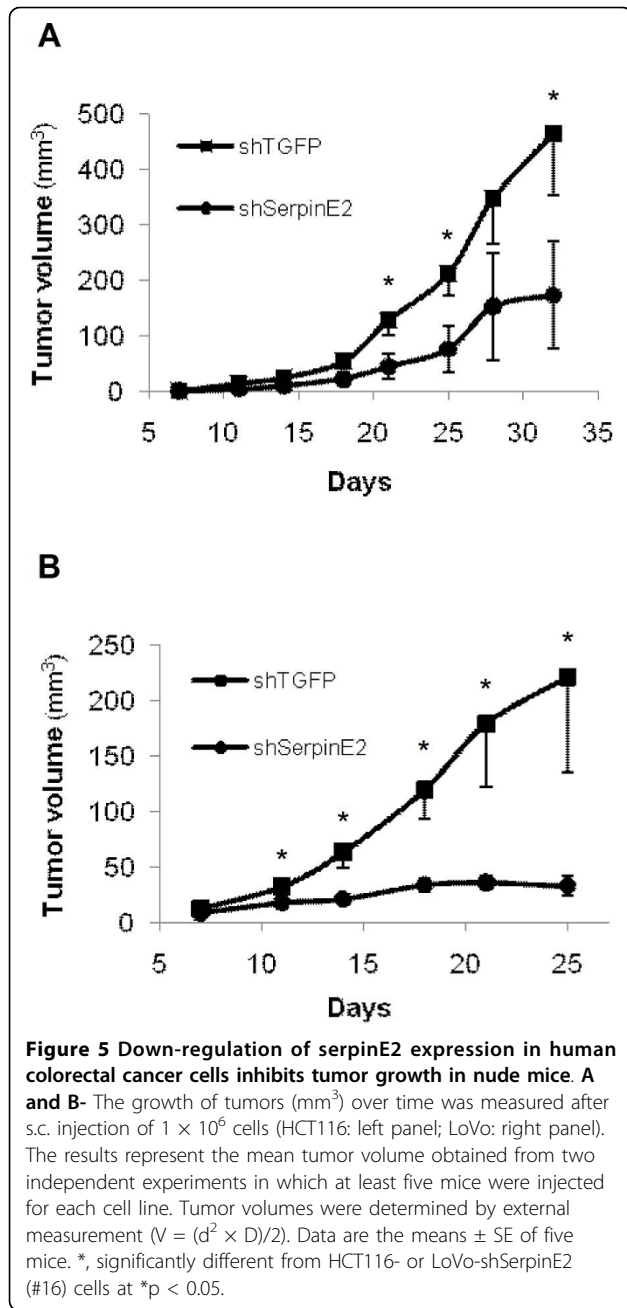 A
Tumor volume (mm³)
500
400
300
200
100
0
shTGFP
shSerpinE2
*
*
*
5 10 15 20 25 30 35
Days
B
Tumor volume (mm³)
250
200
150
100
50
0
shTGFP
shSerpinE2
*
*
*
*
*
5 10 15 20 25
Days
Figure 5 Down-regulation of serpinE2 expression in human
colorectal cancer cells inhibits tumor growth in nude mice. A
and B- The growth of tumors (mm³) over time was measured after
s.c. injection of 1 × 10⁶ cells (HCT116: left panel; LoVo: right panel).
The results represent the mean tumor volume obtained from two
independent experiments in which at least five mice were injected
for each cell line. Tumor volumes were determined by external
measurement (V = (d² × D)/2). Data are the means ± SE of five
mice. *, significantly different from HCT116- or LoVo-shSerpinE2
(#16) cells at *p < 0.05.